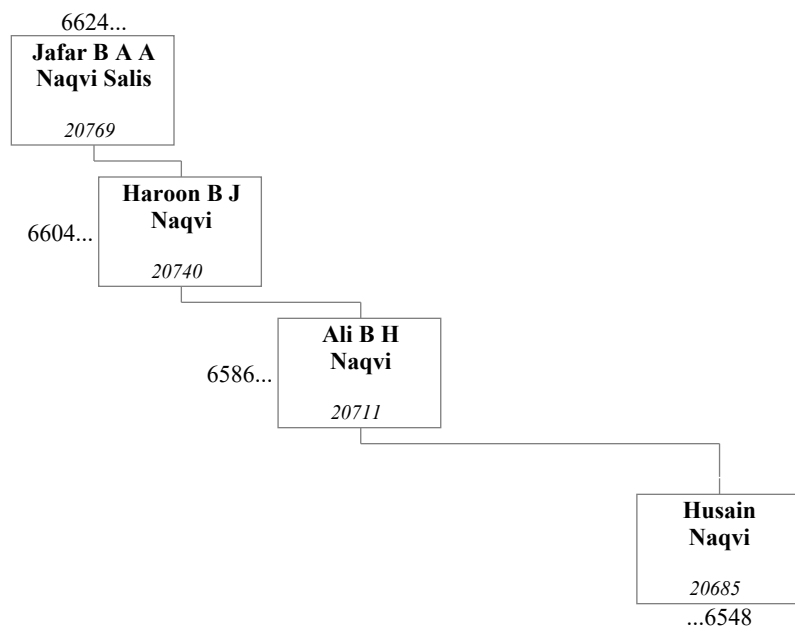 6624...
Jafar B A A
Naqvi Salis
20769
Haroon B J
Naqvi
6604...
20740
Ali B H
Naqvi
6586...
20711
Husain
Naqvi
20685
...6548